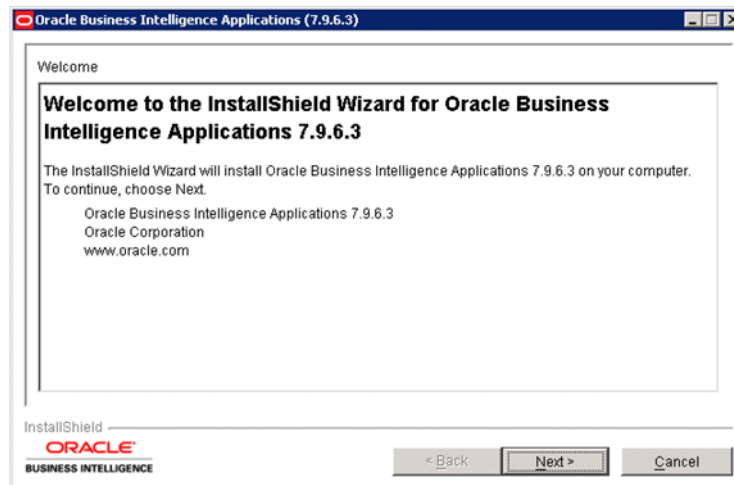 Oracle Business Intelligence Applications (7.9.6.3)
Welcome
Welcome to the InstallShield Wizard for Oracle Business
Intelligence Applications 7.9.6.3
The InstallShield Wizard will install Oracle Business Intelligence Applications 7.9.6.3 on your computer.
To continue, choose Next.
Oracle Business Intelligence Applications 7.9.6.3
Oracle Corporation
www.oracle.com
InstallShield
ORACLE
BUSINESS INTELLIGENCE
< Back
Next >
Cancel